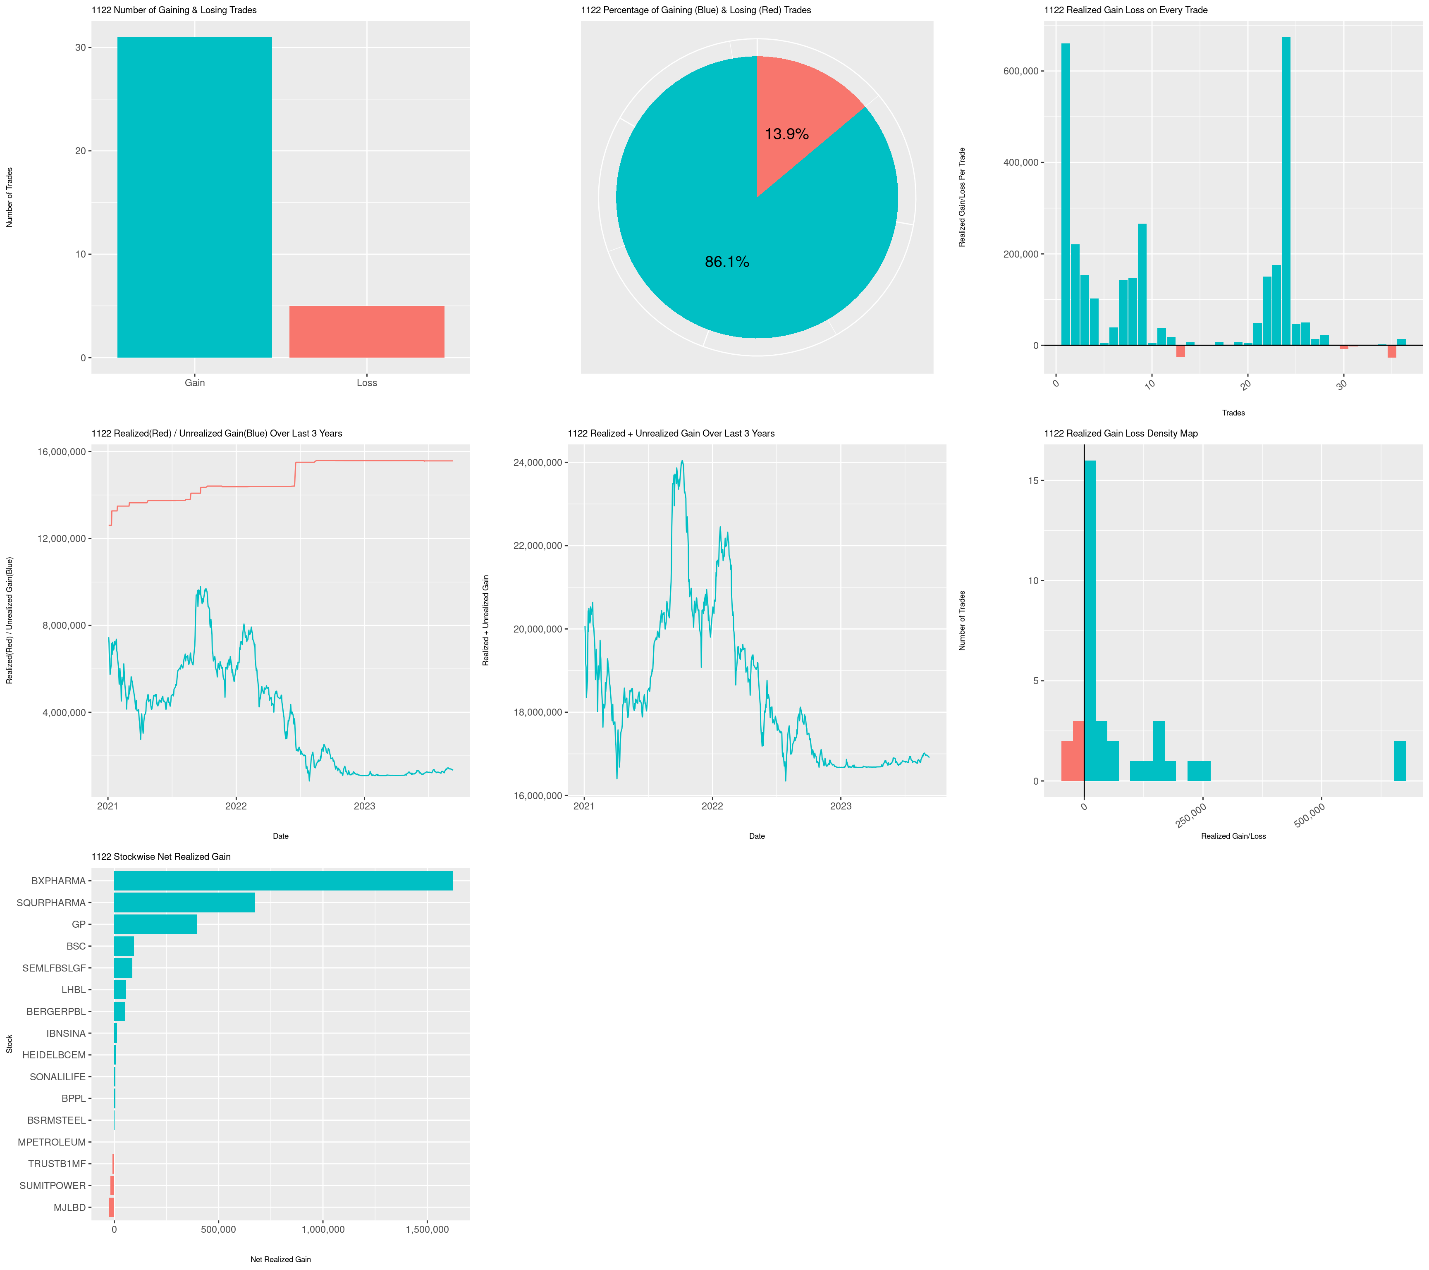 1122 Number of Gaining & Losing Trades
Number of Trades
30
20
10
0
Gain
Loss
1122 Percentage of Gaining (Blue) & Losing (Red) Trades
13.9%
86.1%
1122 Realized Gain Loss on Every Trade
Realized Gain/Loss Per Trade
600,000
400,000
200,000
0
0
10
20
30
Trades
1122 Realized(Red) / Unrealized Gain(Blue) Over Last 3 Years
Realized(Red) / Unrealized Gain(Blue)
16,000,000
12,000,000
8,000,000
4,000,000
2021
2022
2023
Date
1122 Realized + Unrealized Gain Over Last 3 Years
Realized + Unrealized Gain
24,000,000
22,000,000
20,000,000
18,000,000
16,000,000
2021
2022
2023
Date
1122 Realized Gain Loss Density Map
Number of Trades
15
10
5
0
0
250,000
500,000
Realized Gain/Loss
1122 Stockwise Net Realized Gain
Stock
BXPHARMA
SQURPHARMA
GP
BSC
SEMLFBSLGF
LHBL
BERGERPBL
IBNSINA
HEIDELBCEM
SONALILIFE
BPPL
BSRMSTEEL
MPETROLEUM
TRUSTB1MF
SUMITPOWER
MJLBD
0
500,000
1,000,000
1,500,000
Net Realized Gain